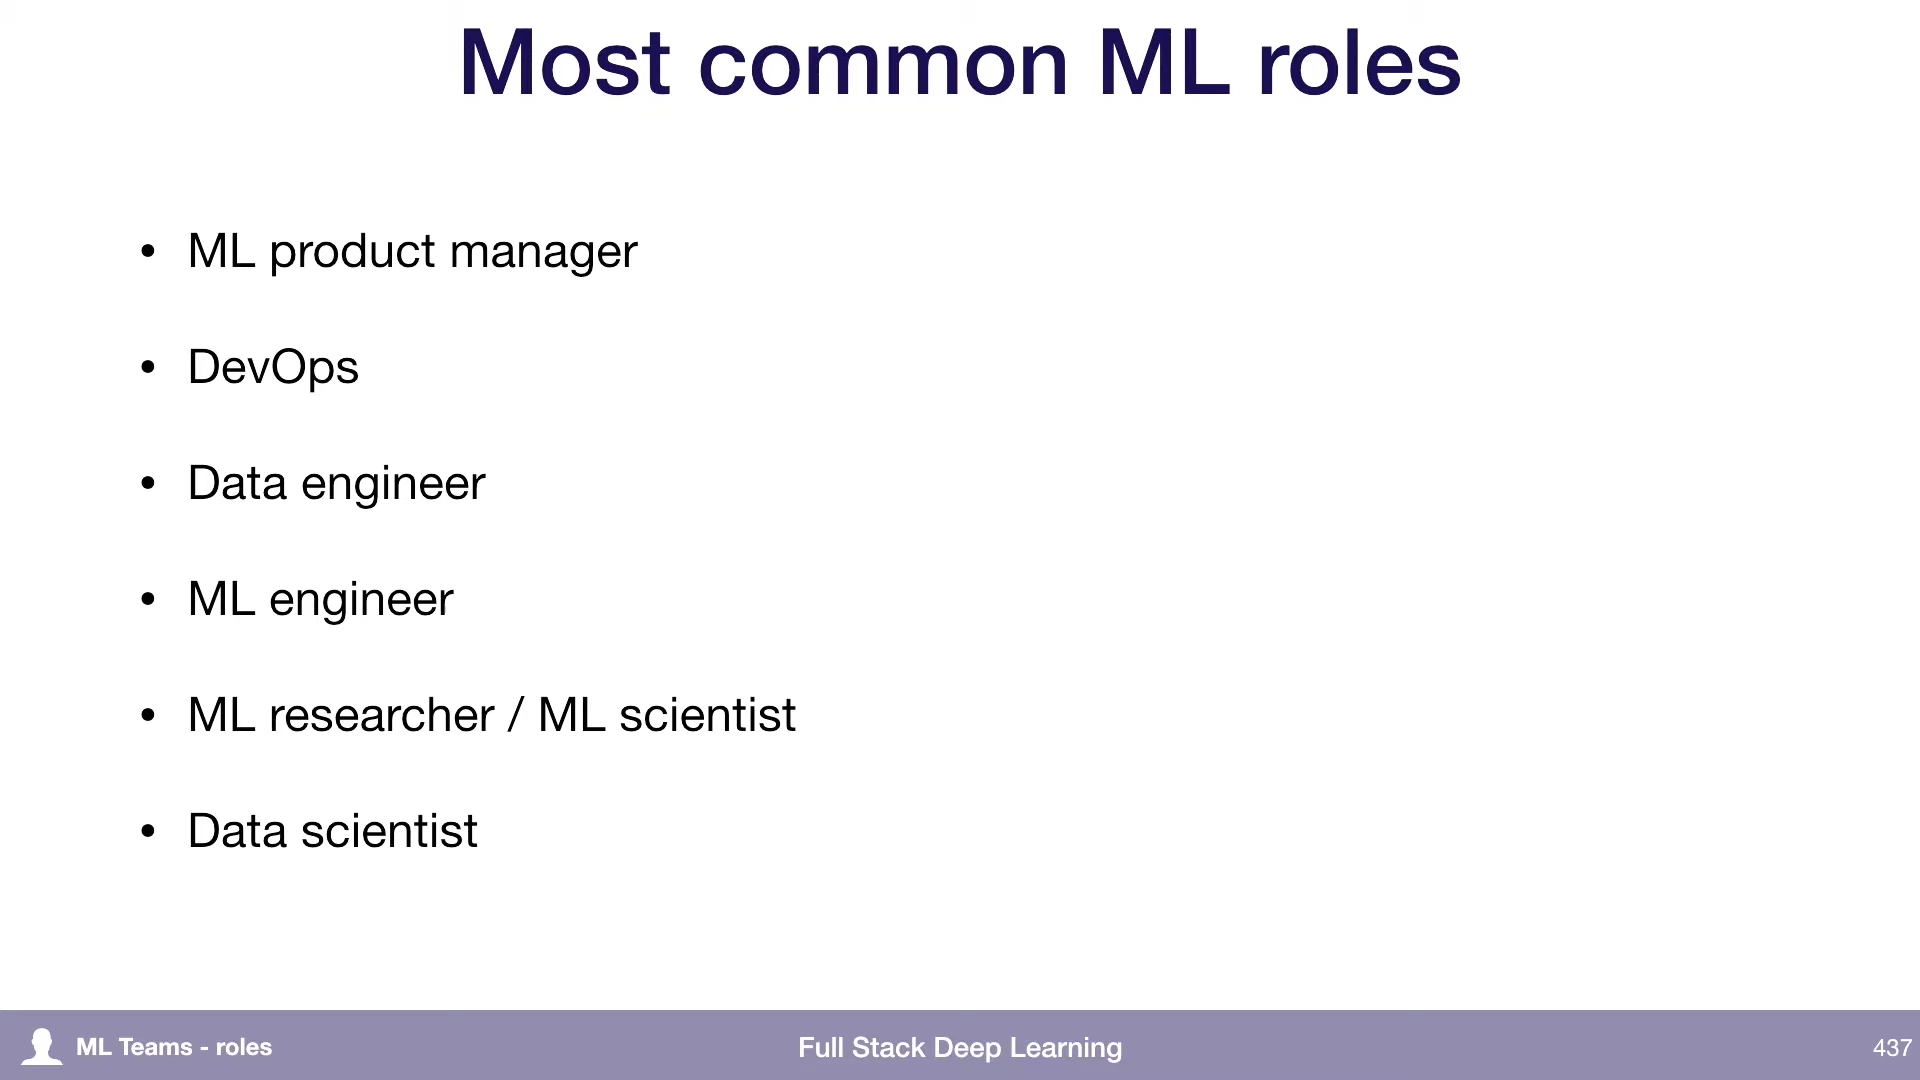 Most common ML roles
• ML product manager
• DevOps
• Data engineer
• ML engineer
• ML researcher / ML scientist
• Data scientist
ML Teams - roles
Full Stack Deep Learning
437